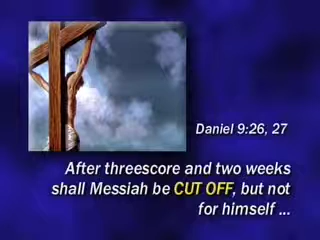 Daniel 9:26, 27
After threescore and two weeks
shall Messiah be CUT OFF, but not
for himself ...